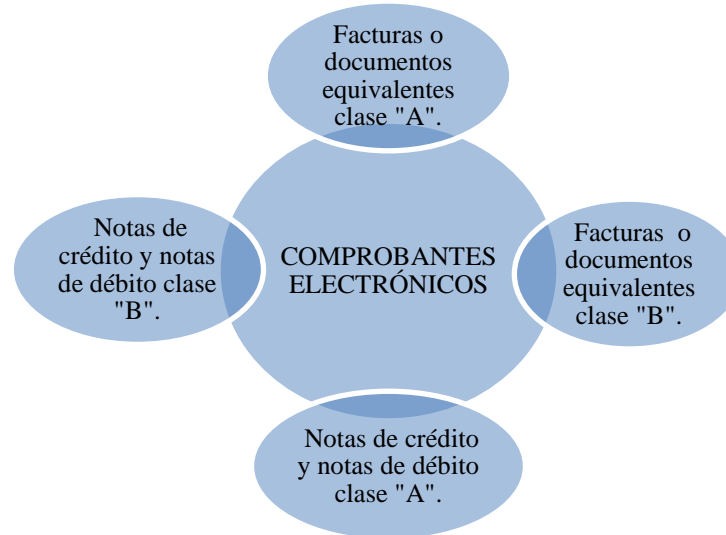 Facturas o
documentos
equivalentes
clase "A".
Notas de
crédito y notas
de débito clase
"B".
COMPROBANTES
ELECTRÓNICOS
Facturas o
documentos
equivalentes
clase "B".
Notas de crédito
y notas de débito
clase "A".